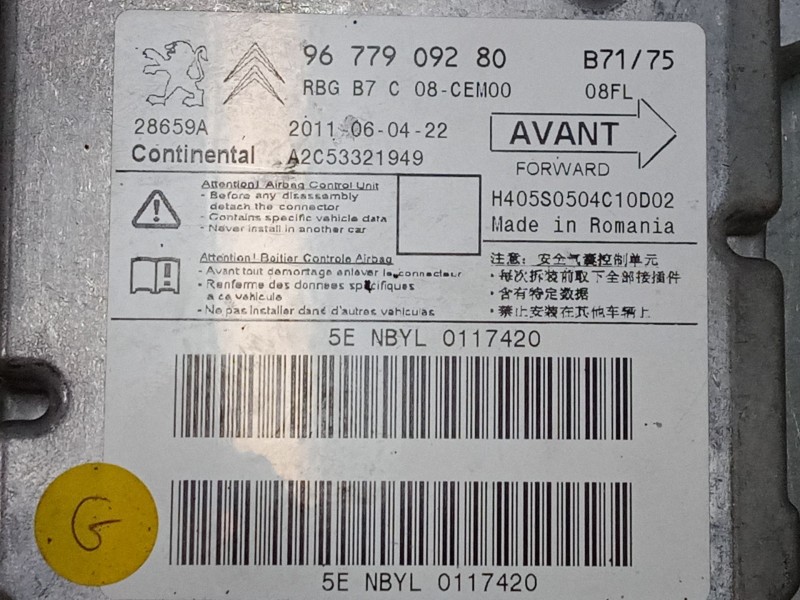 96 779 092 80
B71/75
RBG B7 C 08-CEM00
08FL
28659A
2011-06-04-22
AVANT
Continental
A2C53321949
FORWARD
Attention! Airbag Control Unit
- Before any disassembly
detach the connector
- Contains specific vehicle data
- Never install in another car
H405S0504C10D02
Made in Romania
Attention! Boitier Controle Airbag
- Avant tout demontage enlever le connecteur
- Renferme des donnees specifiques
a ce vehicule
- No pas installer dans d'autres vehiculas
注意: 安全气囊控制单元
·每次拆装前取下全部接插件
·含有特定数据
·禁止安装在其他车辆上
5E NBYL 0117420
G
5E NBYL 0117420